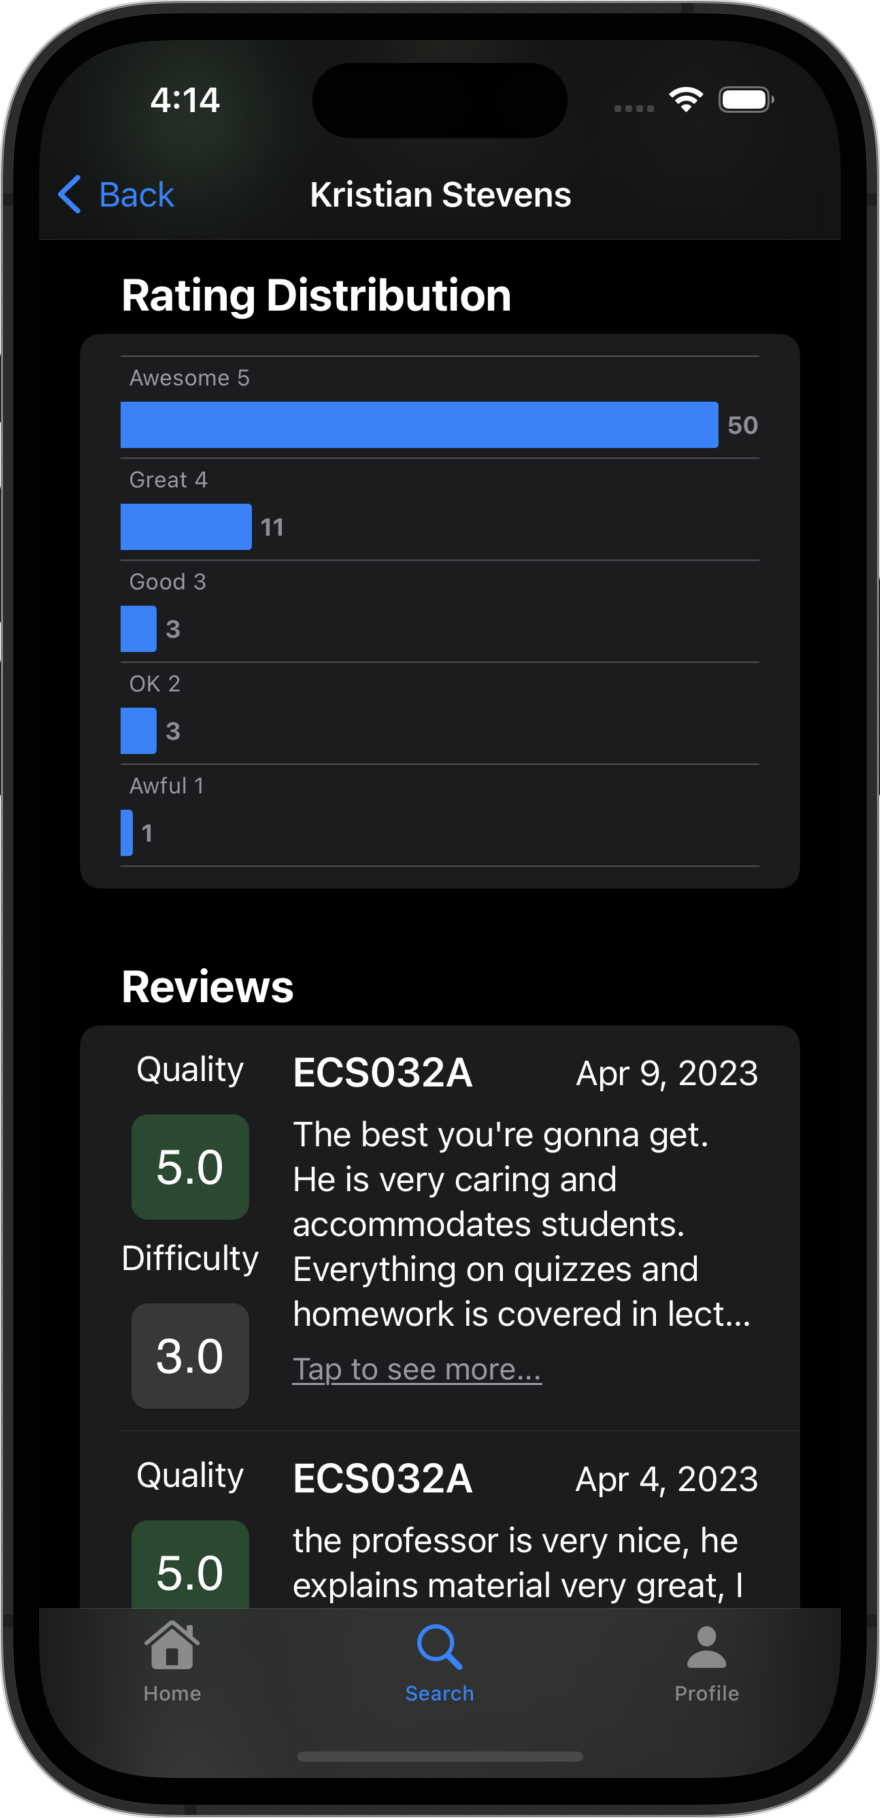 4:14
Back
Kristian Stevens
Rating Distribution
Awesome 5
50
Great 4
11
Good 3
3
OK 2
3
Awful 1
1
Reviews
Quality
ECS032A
Apr 9, 2023
5.0
The best you're gonna get.
He is very caring and
accommodates students.
Everything on quizzes and
homework is covered in lect...
Difficulty
3.0
Tap to see more...
Quality
ECS032A
Apr 4, 2023
5.0
the professor is very nice, he
explains material very great, I
Home
Search
Profile